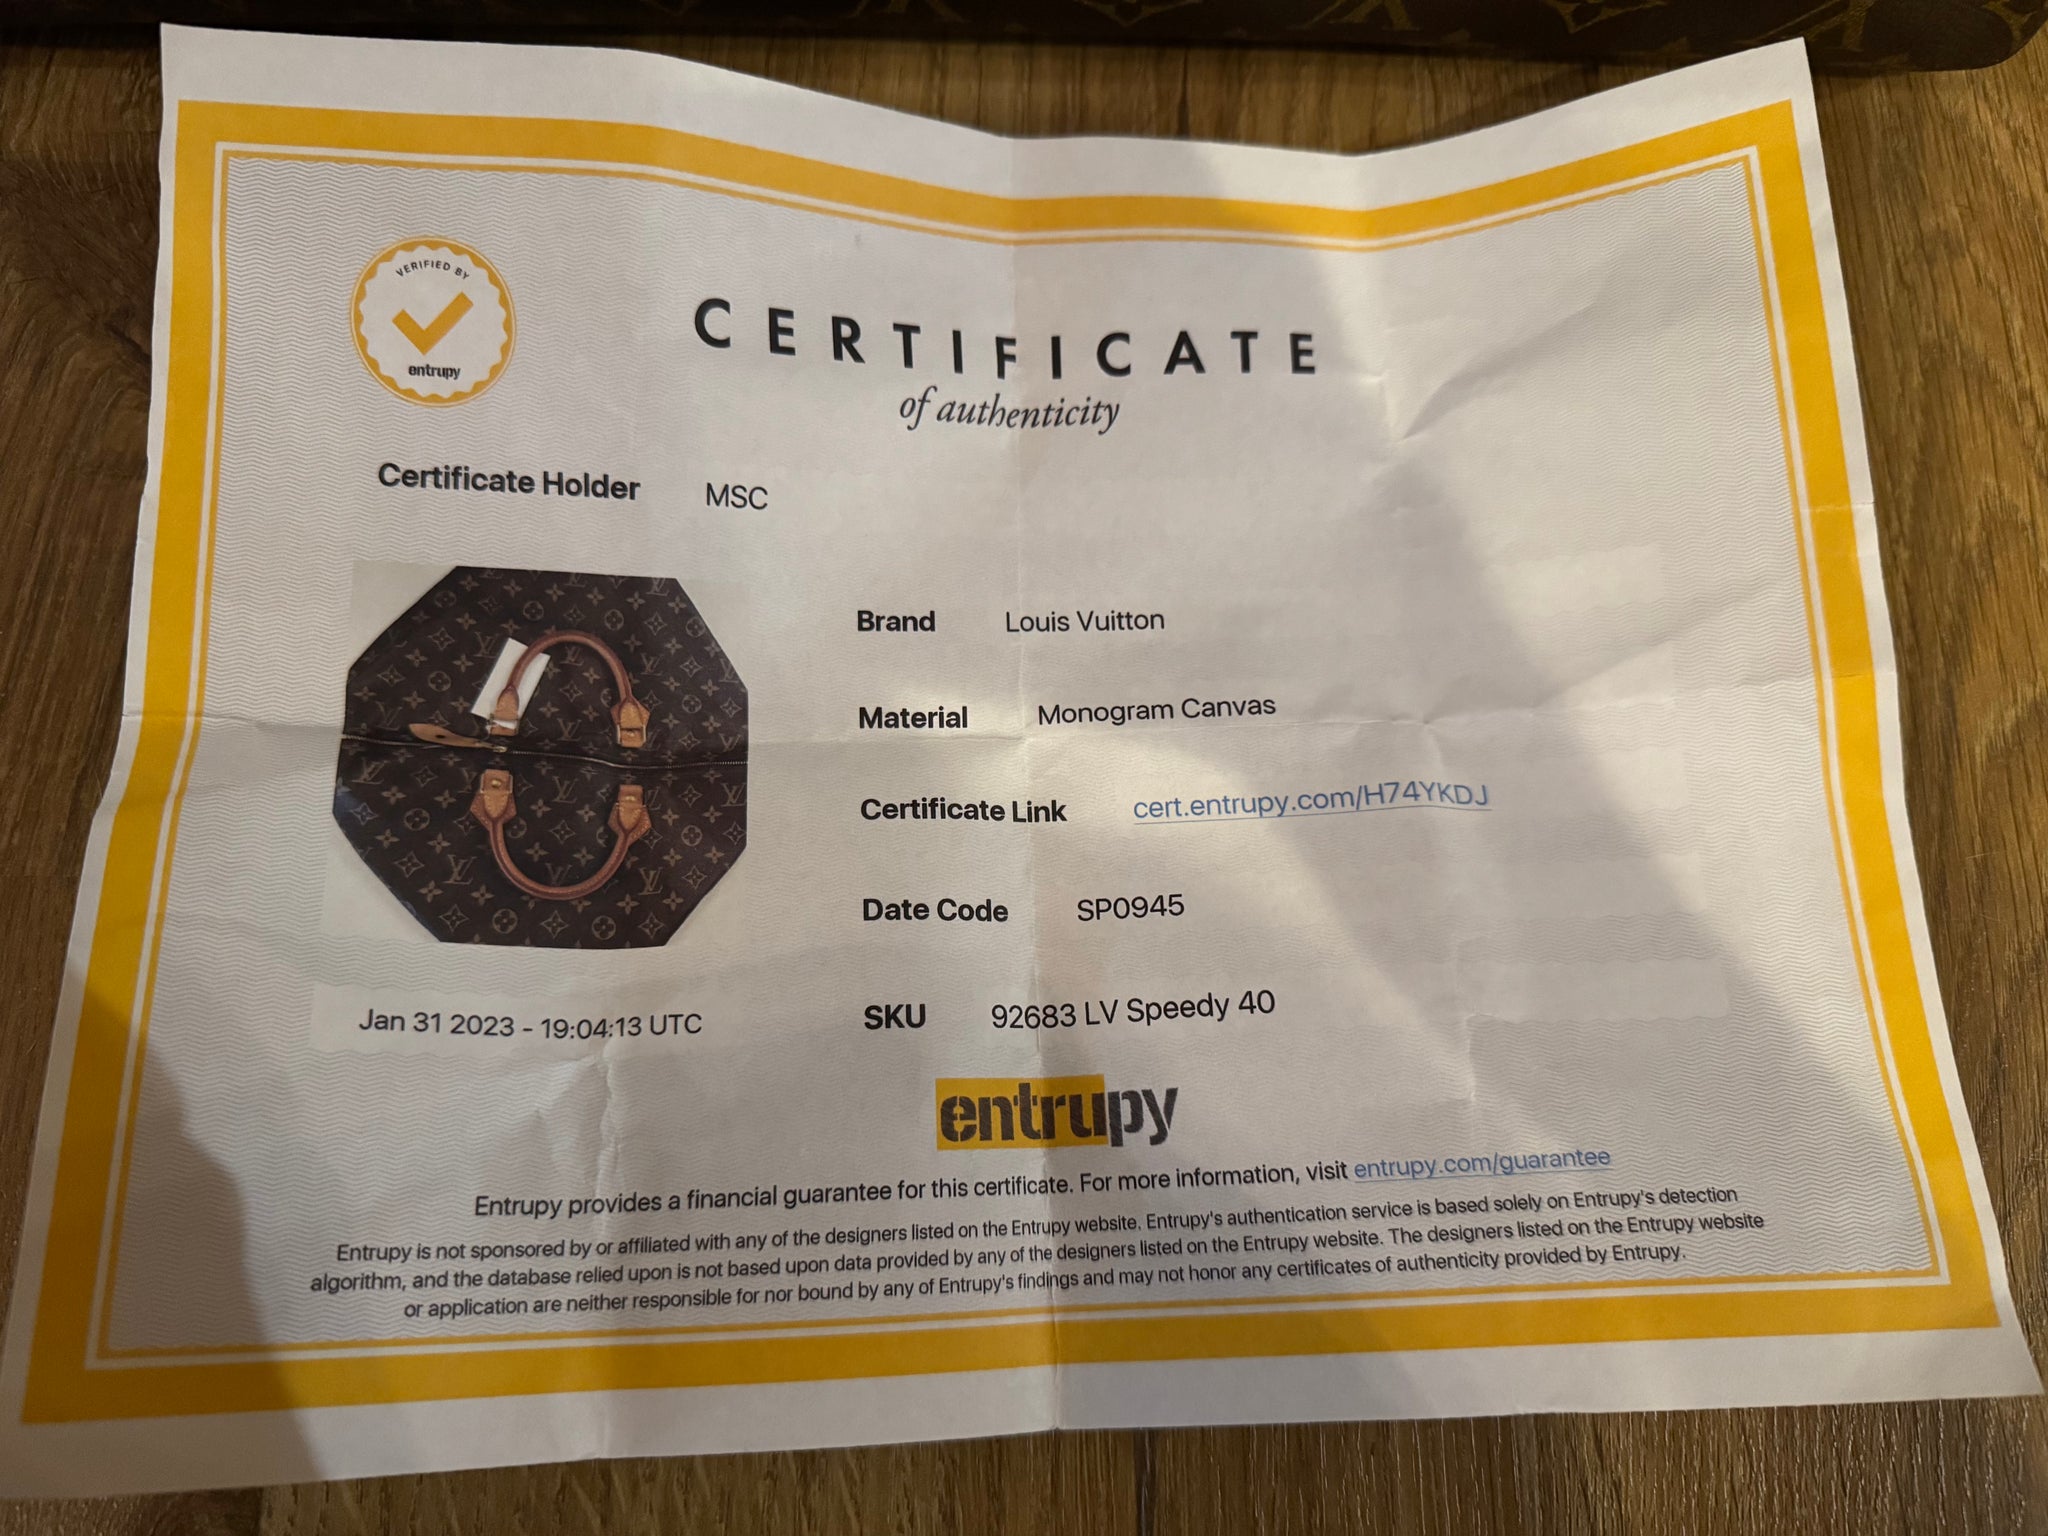 VERIFIED BY
entrupy
CERTIFICATE
of authenticity
Certificate Holder MSC
Brand Louis Vuitton
Material Monogram Canvas
Certificate Link cert.entrupy.com/H74YKDJ
Date Code SP0945
Jan 31 2023 - 19:04:13 UTC
SKU 92683 LV Speedy 40
entrupy
Entrupy provides a financial guarantee for this certificate. For more information, visit entrupy.com/guarantee
Entrupy is not sponsored by or affiliated with any of the designers listed on the Entrupy website. Entrupy's authentication service is based solely on Entrupy's detection
algorithm, and the database relied upon is not based upon data provided by any of the designers listed on the Entrupy website. The designers listed on the Entrupy website
or application are neither responsible for nor bound by any of Entrupy's findings and may not honor any certificates of authenticity provided by Entrupy.